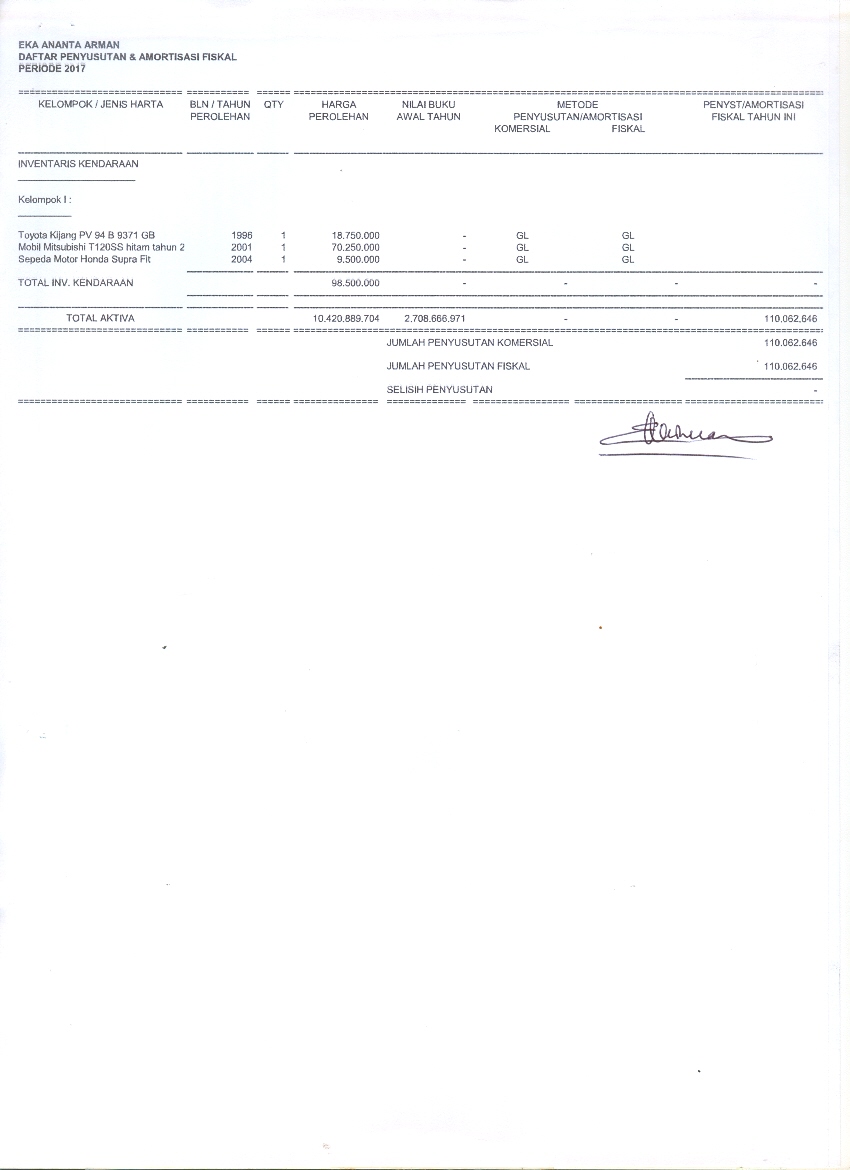 EKA ANANTA ARMAN
DAFTAR PENYUSUTAN & AMORTISASI FISKAL
PERIODE 2017
KELOMPOK / JENIS HARTA BLN / TAHUN QTY HARGA NILAI BUKU METODE PENYUST/AMORTISASI
PEROLEHAN PEROLEHAN AWAL TAHUN PENYUSUTAN/AMORTISASI FISKAL TAHUN INI
KOMERSIAL FISKAL
INVENTARIS KENDARAAN
Kelompok I :
Toyota Kijang PV 94 B 9371 GB 1996 1 18.750.000 - GL GL
Mobil Mitsubishi T120SS hitam tahun 2 2001 1 70.250.000 - GL GL
Sepeda Motor Honda Supra Fit 2004 1 9.500.000 - GL GL
TOTAL INV. KENDARAAN 98.500.000 - - - -
TOTAL AKTIVA 10.420.889.704 2.708.666.971 - - 110.062.646
JUMLAH PENYUSUTAN KOMERSIAL 110.062.646
JUMLAH PENYUSUTAN FISKAL 110.062.646
SELISIH PENYUSUTAN -